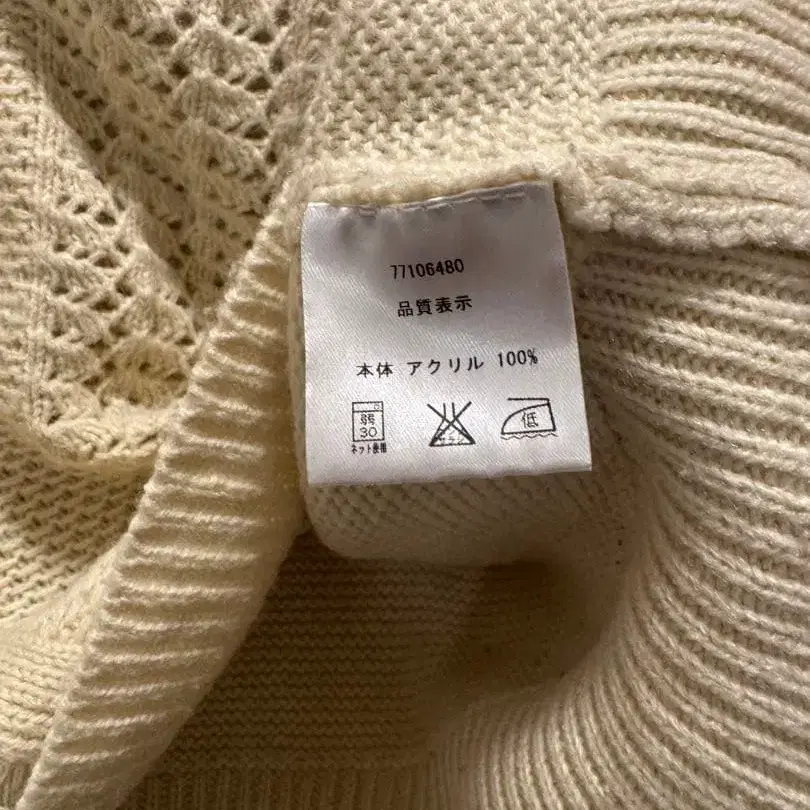 77106480
品質表示
本体 アクリル 100%
弱 低
30
ネット使用